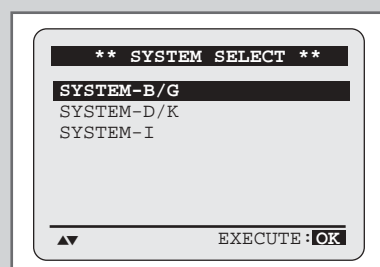 ** SYSTEM SELECT **
SYSTEM-B/G
SYSTEM-D/K
SYSTEM-I
▲▼ EXECUTE:OK